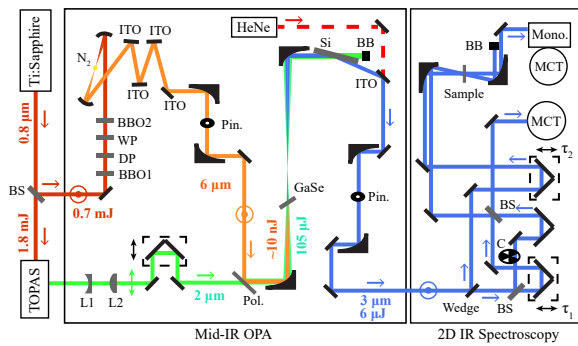 Ti:Sapphire
0.8 µm
BS
1.8 mJ
0.7 mJ
TOPAS
N2
ITO
ITO
ITO
ITO
BBO2
WP
DP
BBO1
Pin.
6 µm
HeNe
Si
BB
ITO
GaSe
Pin.
~10 nJ
105 µJ
L1
L2
2 µm
Pol.
3 µm
6 µJ
Mid-IR OPA
BB
Mono.
MCT
Sample
MCT
τ2
BS
C
Wedge
BS
τ1
2D IR Spectroscopy